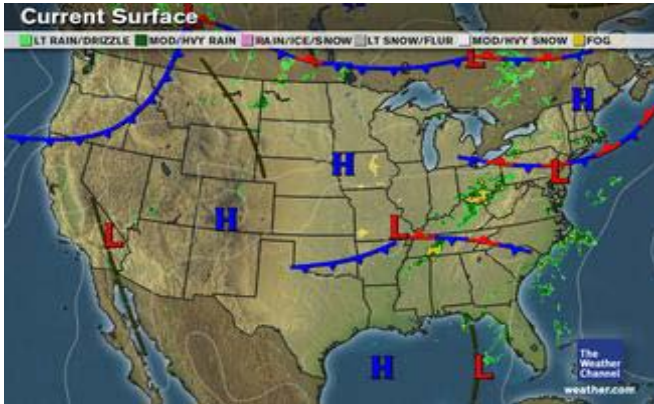 Current Surface
LT RAIN/DRIZZLE MOD/HVY RAIN RAIN/ICE/SNOW LT SNOW/FLUR MOD/HVY SNOW FOG
L
L
H
H
L
H
L
L
H
L
The
Weather
Channel
weather.com